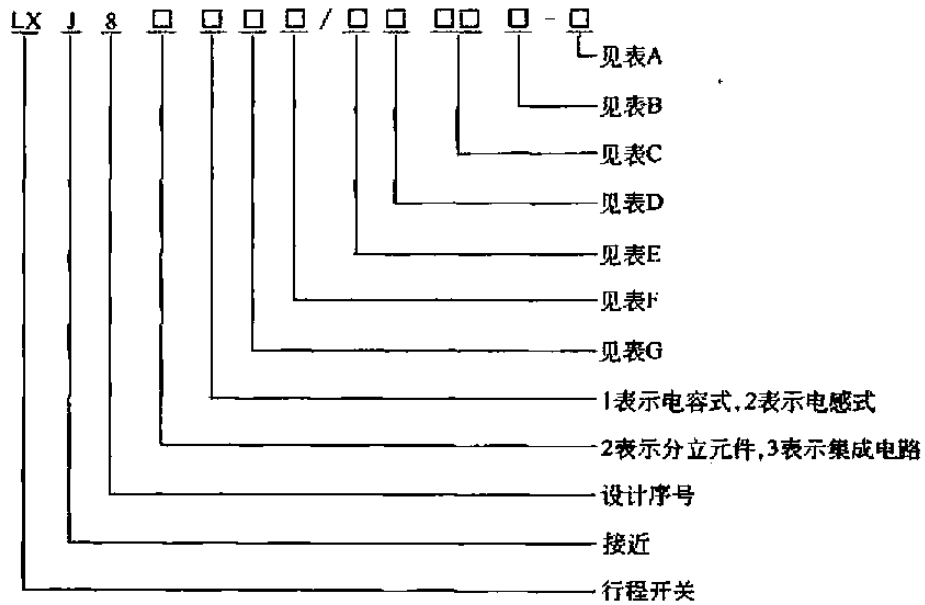 LX J 8 □ □ □ □ / □ □ □□ □ - □
见表A
见表B
见表C
见表D
见表E
见表F
见表G
1表示电容式,2表示电感式
2表示分立元件,3表示集成电路
设计序号
接近
行程开关